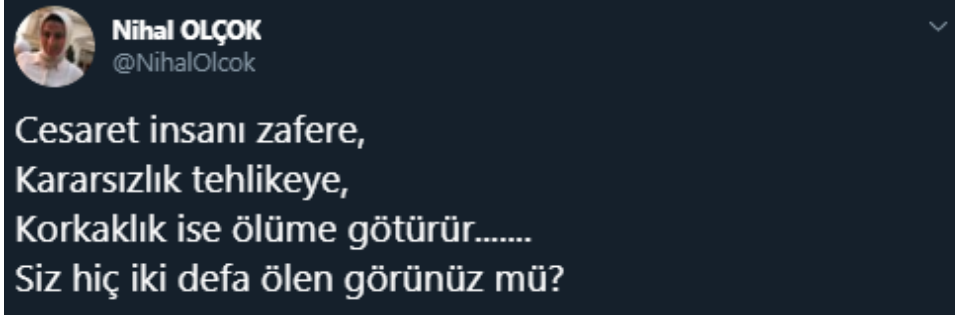 Nihal OLÇOK
@NihalOlcok
Cesaret insanı zafere,
Kararsızlık tehlikeye,
Korkaklık ise ölüme götürür.......
Siz hiç iki defa ölen görünüz mü?